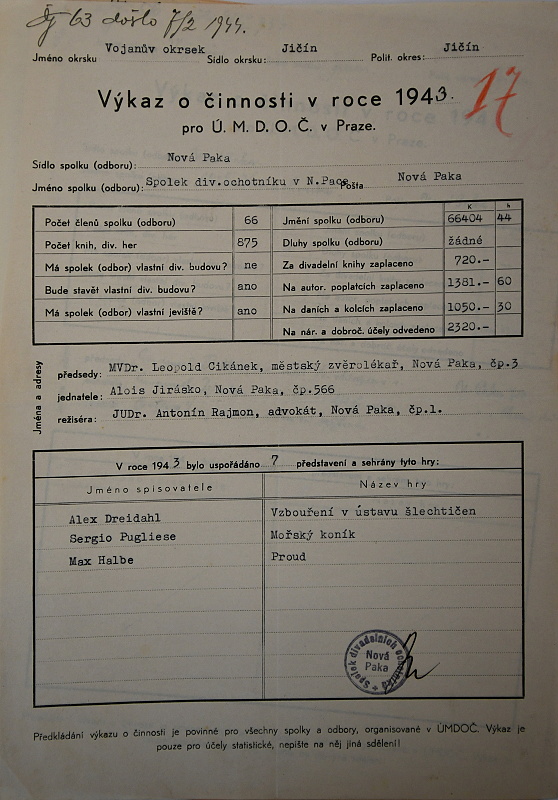 63 došlo 7/2 1944.
Jméno okrsku Vojanův okrsek Sídlo okrsku: Jičín Polit. okres: Jičín
17
Výkaz o činnosti v roce 1943.
pro Ú. M. D. O. Č. v Praze.
Sídlo spolku (odboru): Nová Paka
Jméno spolku (odboru): Spolek div.ochotníku v N.Pace Pošta Nová Paka
K h
Počet členů spolku (odboru) 66 Jmění spolku (odboru) 66404 44
Počet knih, div. her 875 Dluhy spolku (odboru) žádné
Má spolek (odbor) vlastní div. budovu? ne Za divadelní knihy zaplaceno 720.-
Bude stavět vlastní div. budovu? ano Na autor. poplatcích zaplaceno 1381.- 60
Má spolek (odbor) vlastní jeviště? ano Na daních a kolcích zaplaceno 1050.- 30
Na nár. a dobroč. účely odvedeno 2320.-
Jména a adresy
předsedy: MVDr. Leopold Cikánek, městský zvěrolékař, Nová Paka, čp.3
jednatele: Alois Jirásko, Nová Paka, čp.566
režiséra: JUDr. Antonín Rajmon, advokát, Nová Paka, čp.1.
V roce 1943 bylo uspořádáno 7 představení a sehrány tyto hry:
Jméno spisovatele Název hry
Alex Dreidahl Vzbouření v ústavu šlechtičen
Sergio Pugliese Mořský koník
Max Halbe Proud
Spolek divadelních ochotníků
Nová
Paka
Předkládání výkazu o činnosti je povinné pro všechny spolky a odbory, organisované v ÚMDOČ. Výkaz je
pouze pro účely statistické, nepište na něj jiná sdělení!